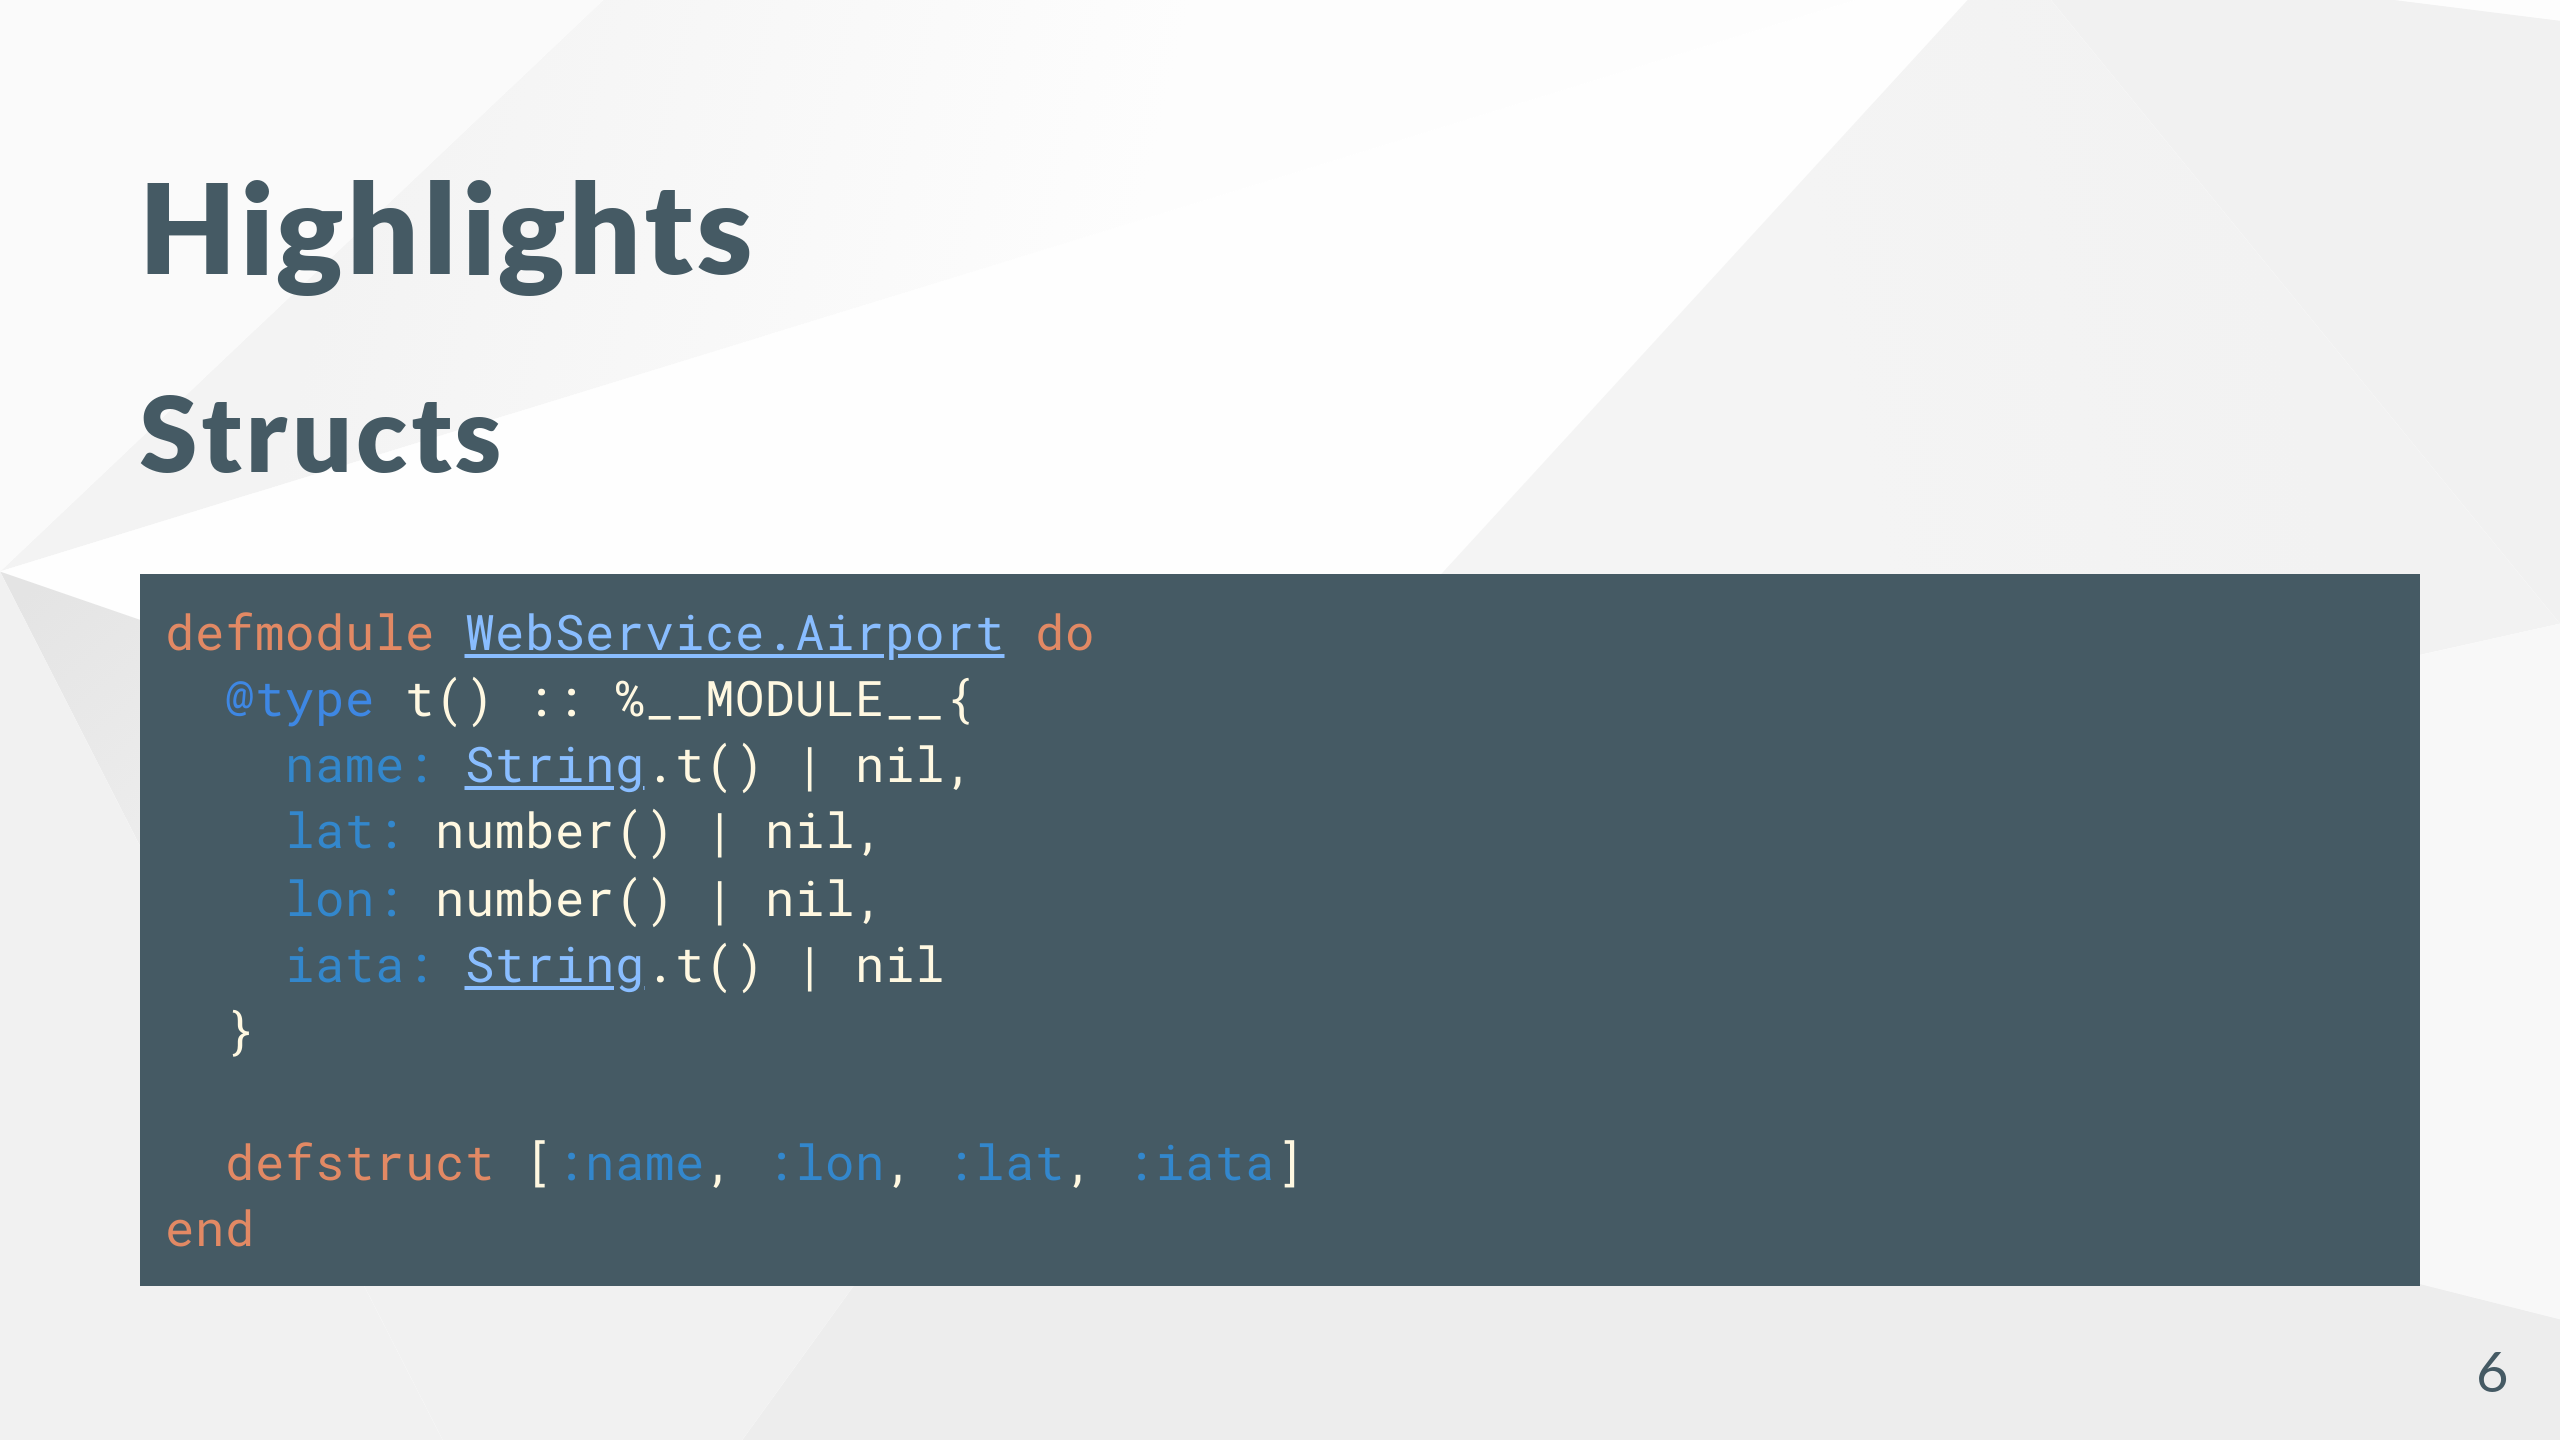 Highlights
Structs
defmodule WebService.Airport do
  @type t() :: %__MODULE__{
    name: String.t() | nil,
    lat: number() | nil,
    lon: number() | nil,
    iata: String.t() | nil
  }
  defstruct [:name, :lon, :lat, :iata]
end
6